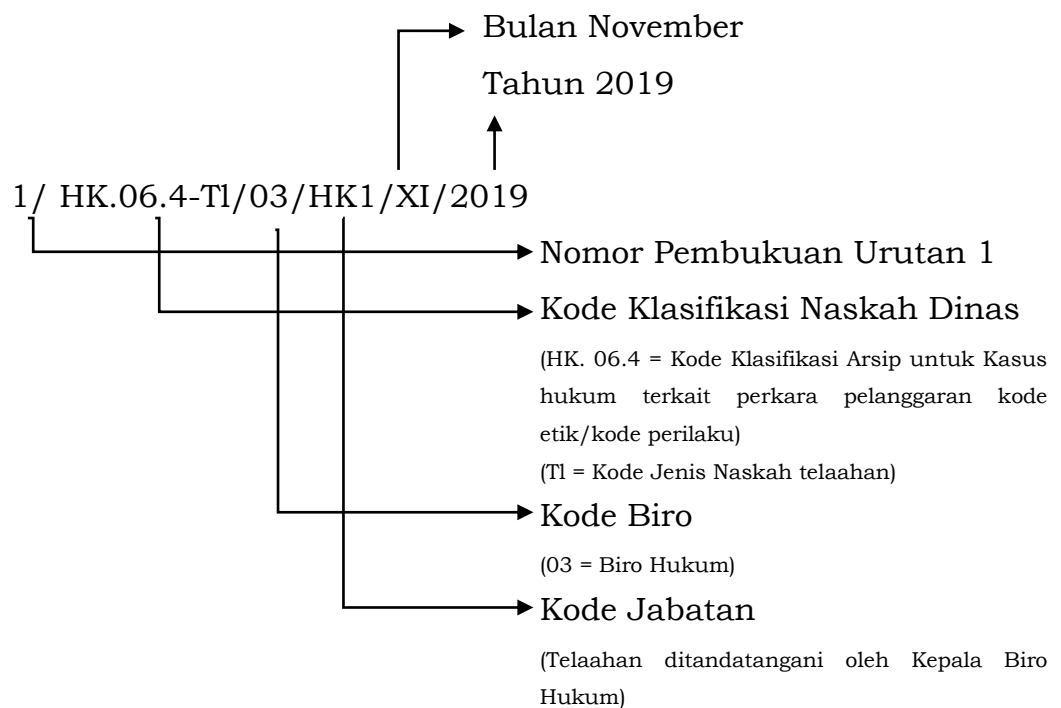 Bulan November
Tahun 2019
1/ HK.06.4-Tl/03/HK1/XI/2019
Nomor Pembukuan Urutan 1
Kode Klasifikasi Naskah Dinas
(HK. 06.4 = Kode Klasifikasi Arsip untuk Kasus
hukum terkait perkara pelanggaran kode
etik/kode perilaku)
(Tl = Kode Jenis Naskah telaahan)
Kode Biro
(03 = Biro Hukum)
Kode Jabatan
(Telaahan ditandatangani oleh Kepala Biro
Hukum)